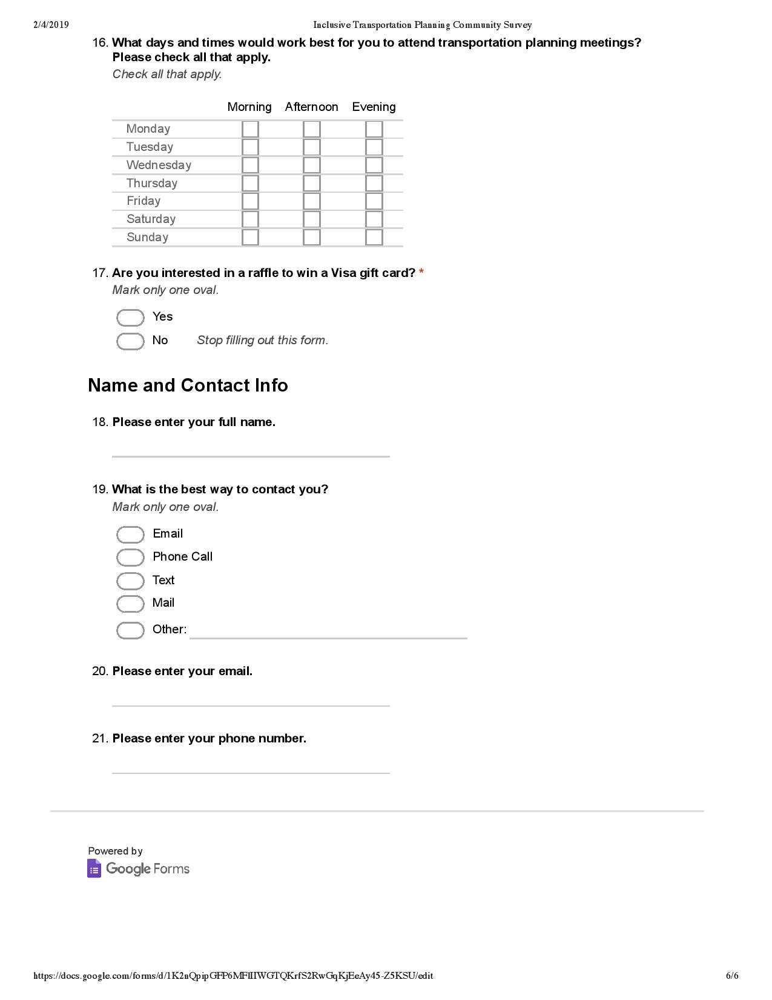 2/4/2019 Inclusive Transportation Planning Community Survey
16. What days and times would work best for you to attend transportation planning meetings?
Please check all that apply.
Check all that apply.
Morning Afternoon Evening
Monday
Tuesday
Wednesday
Thursday
Friday
Saturday
Sunday
17. Are you interested in a raffle to win a Visa gift card? *
Mark only one oval.
Yes
No Stop filling out this form.
Name and Contact Info
18. Please enter your full name.
19. What is the best way to contact you?
Mark only one oval.
Email
Phone Call
Text
Mail
Other:
20. Please enter your email.
21. Please enter your phone number.
Powered by
Google Forms
https://docs.google.com/forms/d/1K2nQpipGFP6MFlIIWGTQKrfS2RwGqKjEeAy45-Z5KSU/edit 6/6